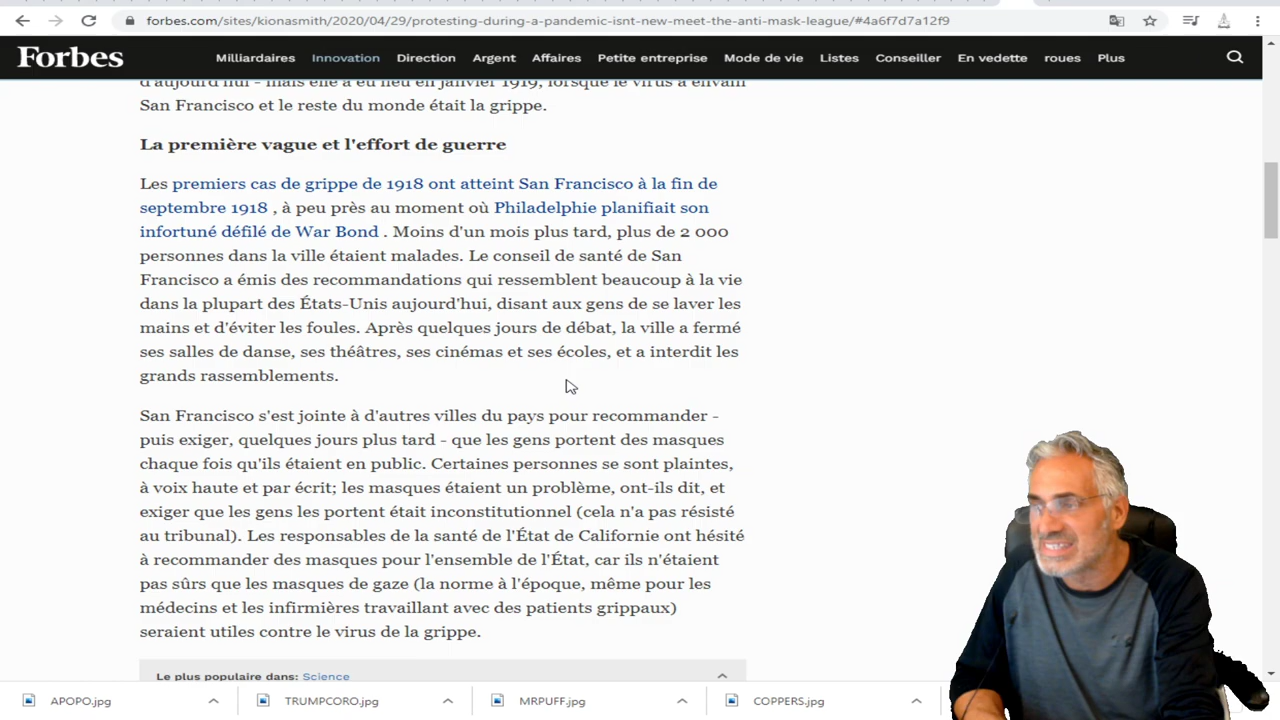 forbes.com/sites/kionasmith/2020/04/29/protesting-during-a-pandemic-isnt-new-meet-the-anti-mask-league/#4a6f7d7a12f9
Forbes Milliardaires Innovation Direction Argent Affaires Petite entreprise Mode de vie Listes Conseiller En vedette roues Plus
d'aujourd'hui - mais elle a eu lieu en janvier 1919, lorsque le virus a envahi
San Francisco et le reste du monde était la grippe.
La première vague et l'effort de guerre
Les premiers cas de grippe de 1918 ont atteint San Francisco à la fin de
septembre 1918 , à peu près au moment où Philadelphie planifiait son
infortuné défilé de War Bond . Moins d'un mois plus tard, plus de 2 000
personnes dans la ville étaient malades. Le conseil de santé de San
Francisco a émis des recommandations qui ressemblent beaucoup à la vie
dans la plupart des États-Unis aujourd'hui, disant aux gens de se laver les
mains et d'éviter les foules. Après quelques jours de débat, la ville a fermé
ses salles de danse, ses théâtres, ses cinémas et ses écoles, et a interdit les
grands rassemblements.
San Francisco s'est jointe à d'autres villes du pays pour recommander -
puis exiger, quelques jours plus tard - que les gens portent des masques
chaque fois qu'ils étaient en public. Certaines personnes se sont plaintes,
à voix haute et par écrit; les masques étaient un problème, ont-ils dit, et
exiger que les gens les portent était inconstitutionnel (cela n'a pas résisté
au tribunal). Les responsables de la santé de l'État de Californie ont hésité
à recommander des masques pour l'ensemble de l'État, car ils n'étaient
pas sûrs que les masques de gaze (la norme à l'époque, même pour les
médecins et les infirmières travaillant avec des patients grippaux)
seraient utiles contre le virus de la grippe.
Le plus populaire dans: Science
APOPO.jpg TRUMPCORO.jpg MRPUFF.jpg COPPERS.jpg